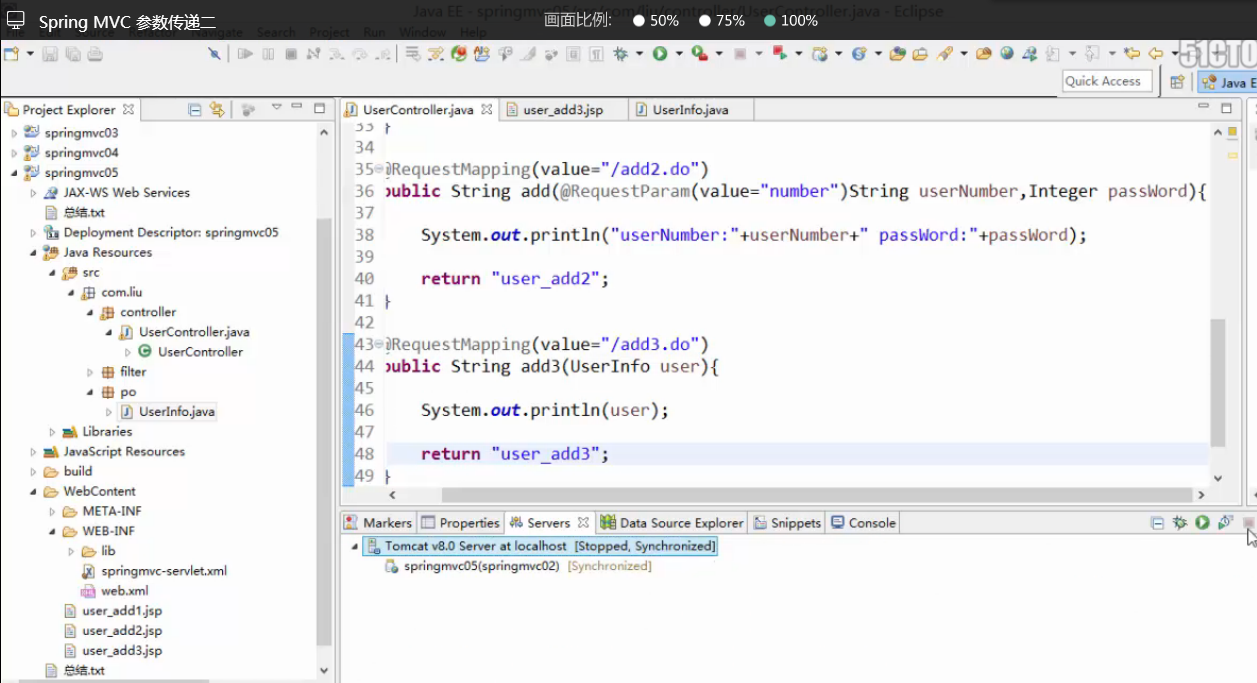 Java EE - springmvc05/src/com/liu/controller/UserController.java - Eclipse
Spring MVC 参数传递二
画面比例: 50% 75% 100%
Search Project Run Window Help
51CTO
Quick Access
Java E
Project Explorer
springmvc03
springmvc04
springmvc05
JAX-WS Web Services
总结.txt
Deployment Descriptor: springmvc05
Java Resources
src
com.liu
controller
UserController.java
UserController
filter
po
UserInfo.java
Libraries
JavaScript Resources
build
WebContent
META-INF
WEB-INF
lib
springmvc-servlet.xml
web.xml
user_add1.jsp
user_add2.jsp
user_add3.jsp
总结.txt
UserController.java user_add3.jsp UserInfo.java
33 }
34
35 @RequestMapping(value="/add2.do")
36 public String add(@RequestParam(value="number")String userNumber,Integer passWord){
37
38 System.out.println("userNumber:"+userNumber+" passWord:"+passWord);
39
40 return "user_add2";
41 }
42
43 @RequestMapping(value="/add3.do")
44 public String add3(UserInfo user){
45
46 System.out.println(user);
47
48 return "user_add3";
49 }
Markers Properties Servers Data Source Explorer Snippets Console
Tomcat v8.0 Server at localhost [Stopped, Synchronized]
springmvc05(springmvc02) [Synchronized]